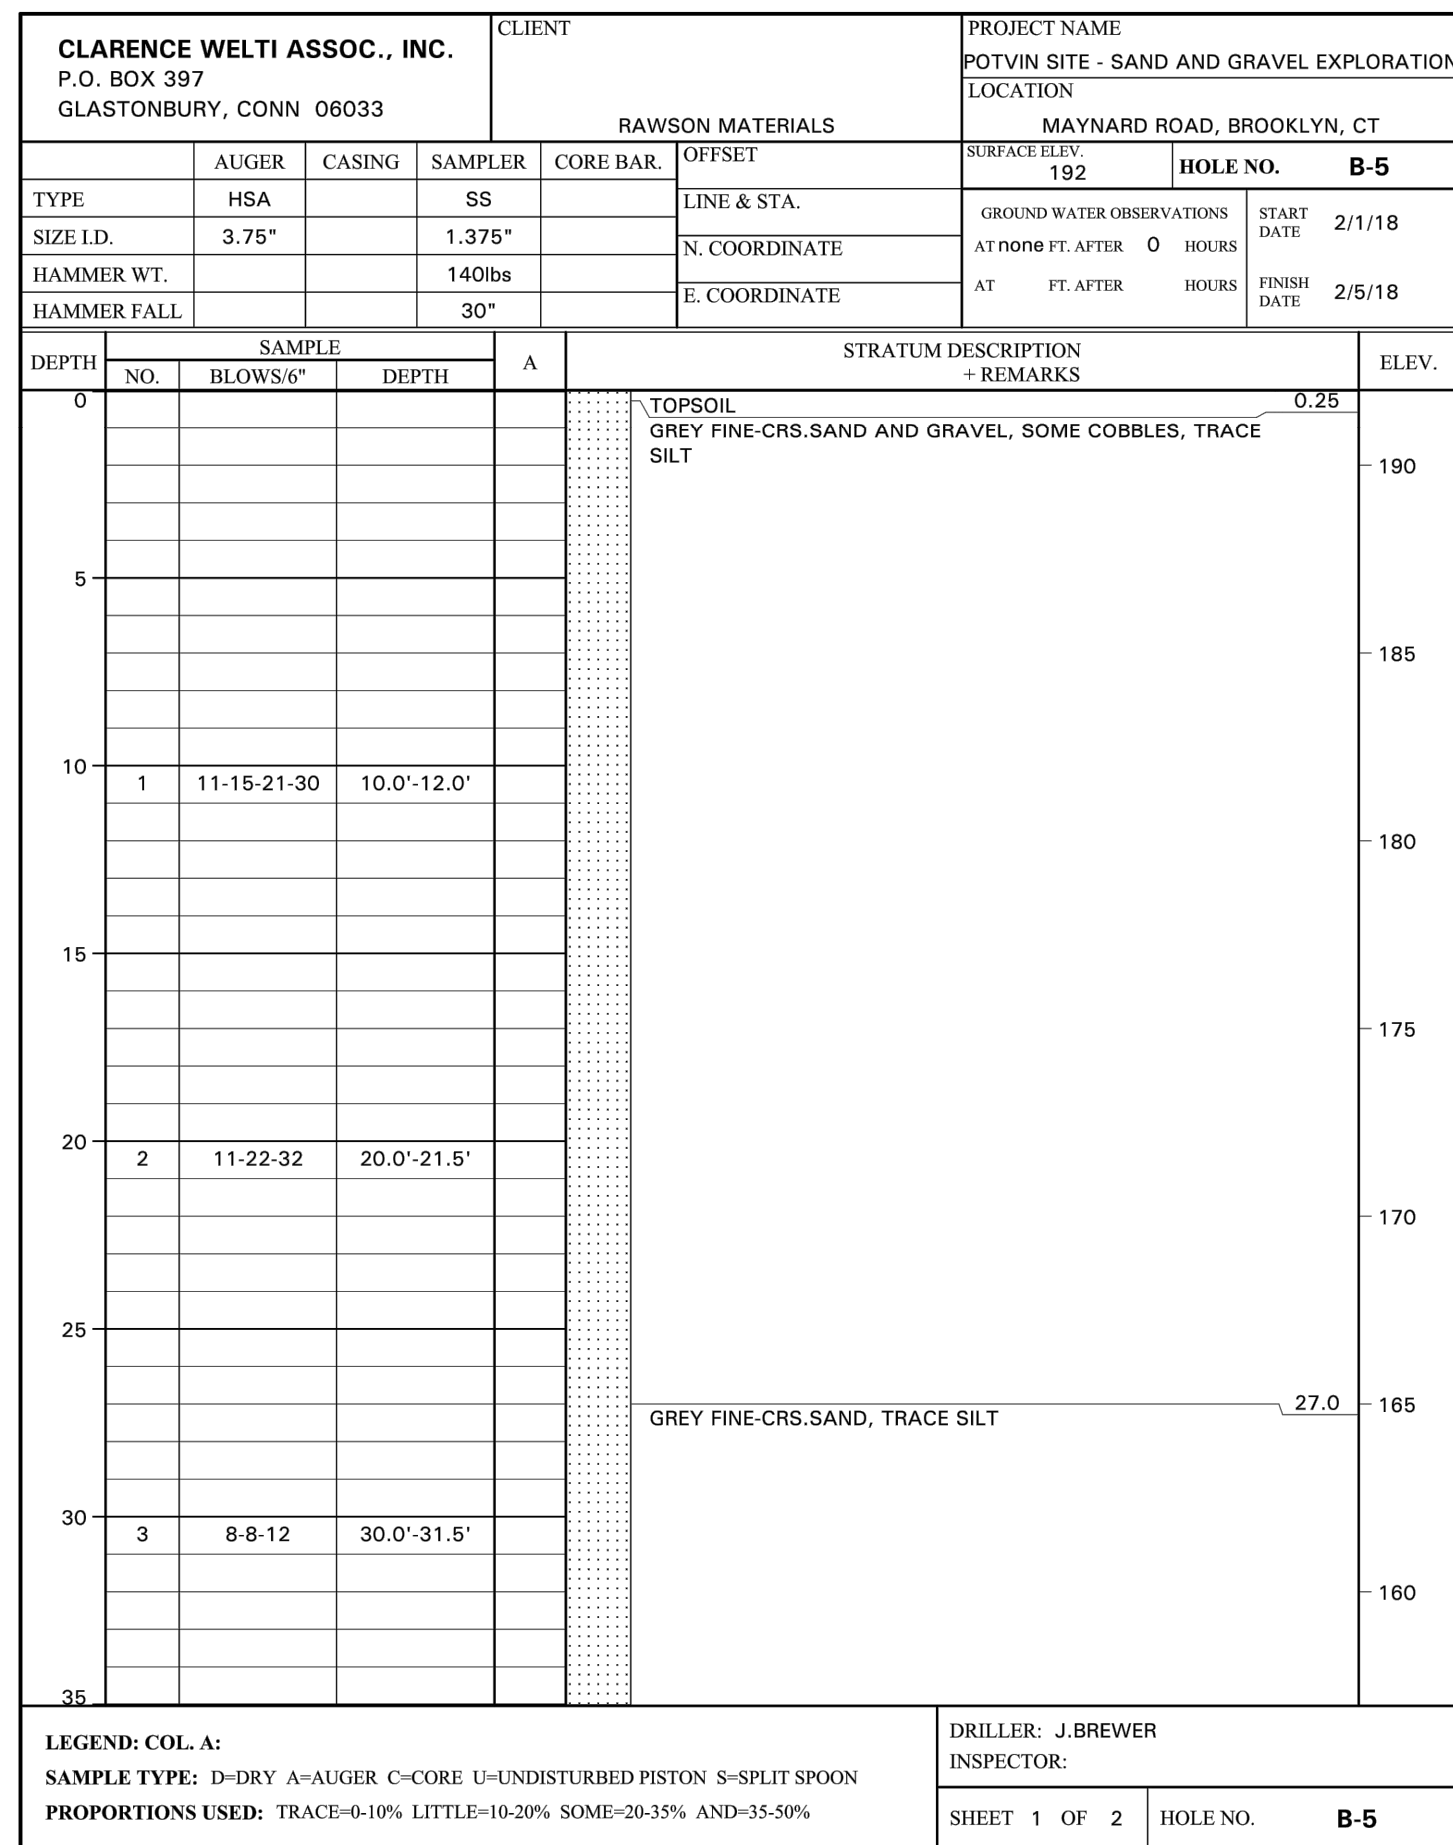 CLARENCE WELTI ASSOC., INC.
P.O. BOX 397
GLASTONBURY, CONN 06033
CLIENT
RAWSON MATERIALS
PROJECT NAME
POTVIN SITE - SAND AND GRAVEL EXPLORATION
LOCATION
MAYNARD ROAD, BROOKLYN, CT
AUGER CASING SAMPLER CORE BAR.
TYPE HSA SS
SIZE I.D. 3.75" 1.375"
HAMMER WT. 140lbs
HAMMER FALL 30"
OFFSET
LINE & STA.
N. COORDINATE
E. COORDINATE
SURFACE ELEV.
192
HOLE NO. B-5
GROUND WATER OBSERVATIONS
AT none FT. AFTER 0 HOURS
AT FT. AFTER HOURS
START
DATE
2/1/18
FINISH
DATE
2/5/18
DEPTH
SAMPLE
NO. BLOWS/6" DEPTH
A
STRATUM DESCRIPTION
+ REMARKS
ELEV.
0
TOPSOIL 0.25
GREY FINE-CRS.SAND AND GRAVEL, SOME COBBLES, TRACE
SILT
190
5
185
10
1 11-15-21-30 10.0'-12.0'
180
15
175
20
2 11-22-32 20.0'-21.5'
170
25
27.0 165
GREY FINE-CRS.SAND, TRACE SILT
30
3 8-8-12 30.0'-31.5'
160
35
LEGEND: COL. A:
SAMPLE TYPE: D=DRY A=AUGER C=CORE U=UNDISTURBED PISTON S=SPLIT SPOON
PROPORTIONS USED: TRACE=0-10% LITTLE=10-20% SOME=20-35% AND=35-50%
DRILLER: J.BREWER
INSPECTOR:
SHEET 1 OF 2 HOLE NO. B-5